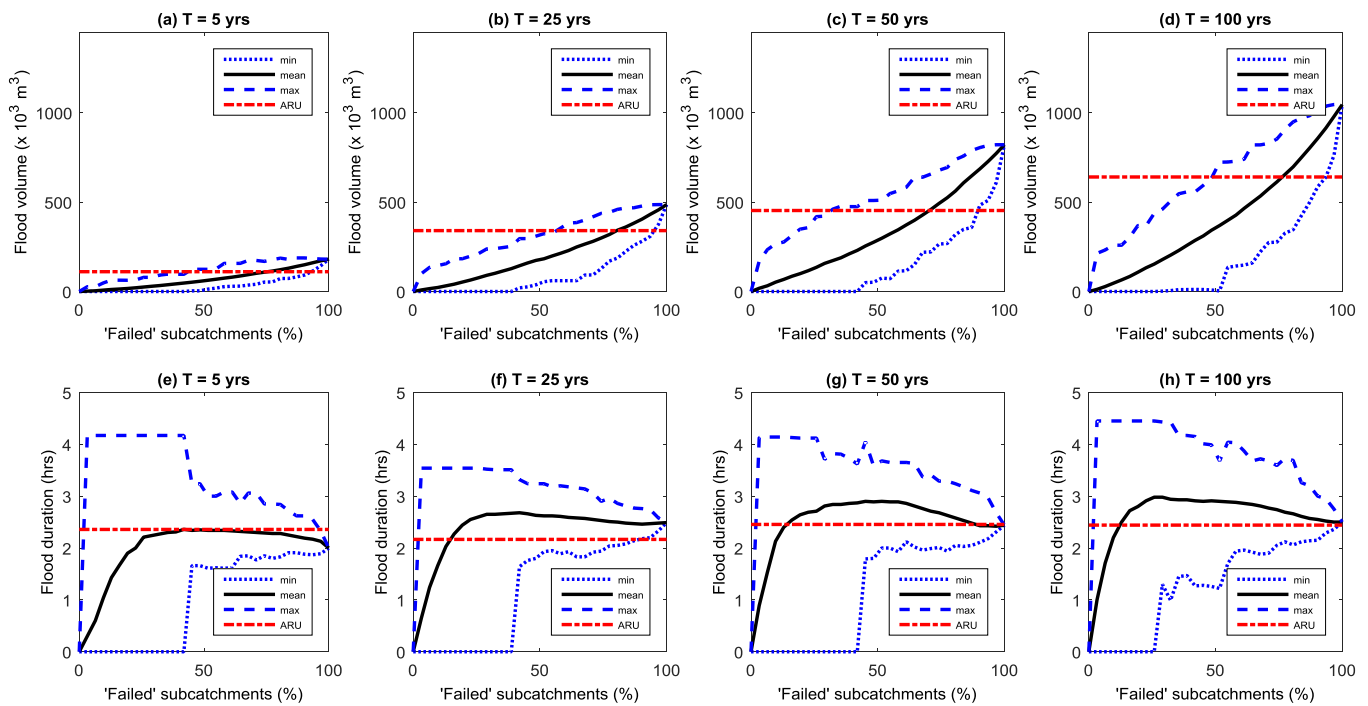 (a) T = 5 yrs
Flood volume (x 10³ m³)
1000
500
0
min
mean
max
ARU
0 50 100
'Failed' subcatchments (%)
(b) T = 25 yrs
Flood volume (x 10³ m³)
1000
500
0
min
mean
max
ARU
0 50 100
'Failed' subcatchments (%)
(c) T = 50 yrs
Flood volume (x 10³ m³)
1000
500
0
min
mean
max
ARU
0 50 100
'Failed' subcatchments (%)
(d) T = 100 yrs
Flood volume (x 10³ m³)
1000
500
0
min
mean
max
ARU
0 50 100
'Failed' subcatchments (%)
(e) T = 5 yrs
Flood duration (hrs)
5
4
3
2
1
0
min
mean
max
ARU
0 50 100
'Failed' subcatchments (%)
(f) T = 25 yrs
Flood duration (hrs)
5
4
3
2
1
0
min
mean
max
ARU
0 50 100
'Failed' subcatchments (%)
(g) T = 50 yrs
Flood duration (hrs)
5
4
3
2
1
0
min
mean
max
ARU
0 50 100
'Failed' subcatchments (%)
(h) T = 100 yrs
Flood duration (hrs)
5
4
3
2
1
0
min
mean
max
ARU
0 50 100
'Failed' subcatchments (%)